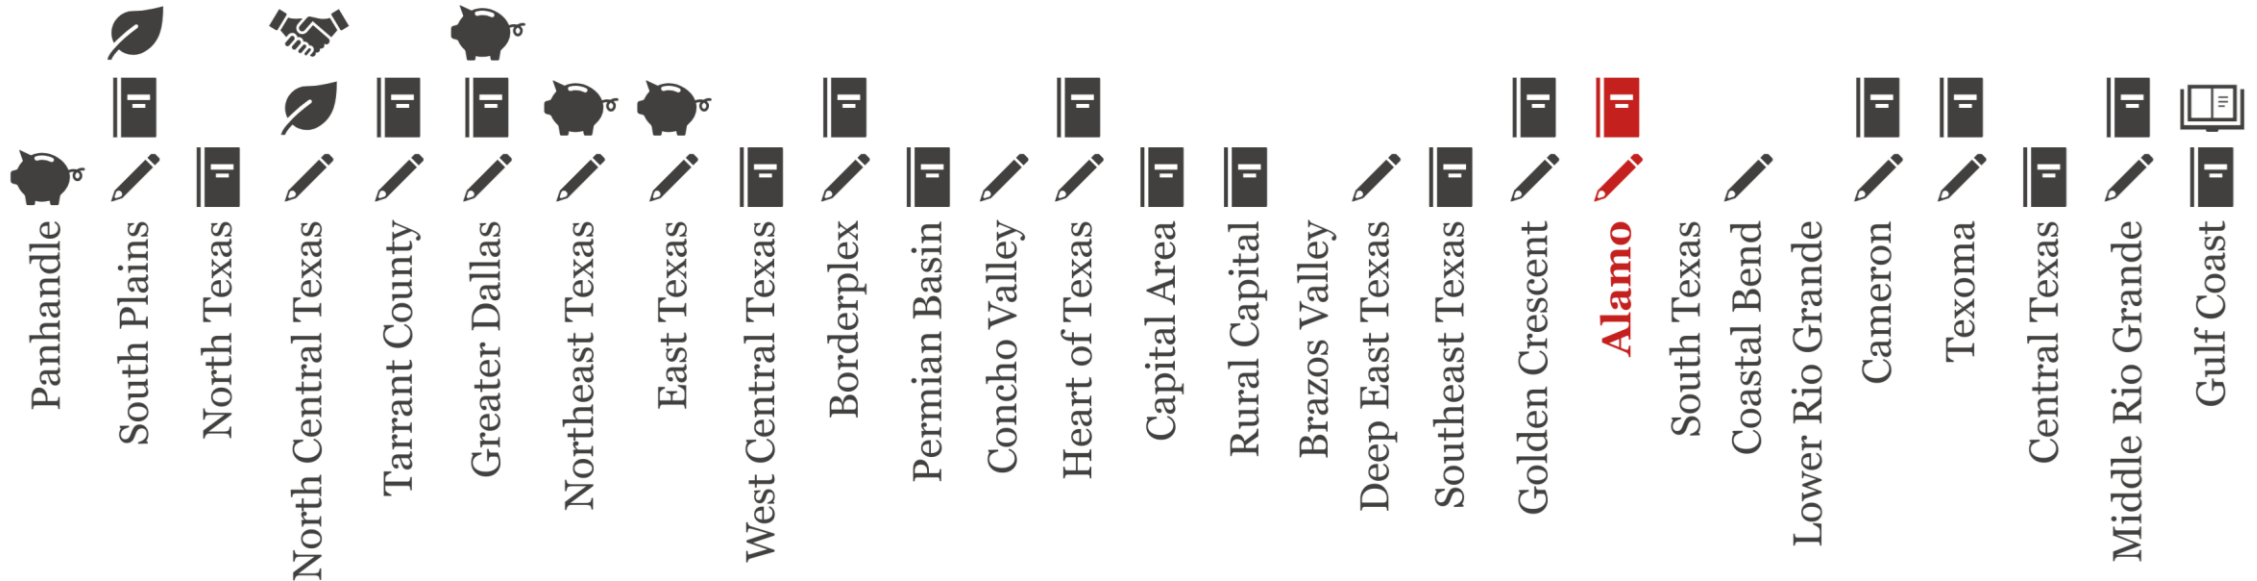 Panhandle
South Plains
North Texas
North Central Texas
Tarrant County
Greater Dallas
Northeast Texas
East Texas
West Central Texas
Borderplex
Permian Basin
Concho Valley
Heart of Texas
Capital Area
Rural Capital
Brazos Valley
Deep East Texas
Southeast Texas
Golden Crescent
Alamo
South Texas
Coastal Bend
Lower Rio Grande
Cameron
Texoma
Central Texas
Middle Rio Grande
Gulf Coast